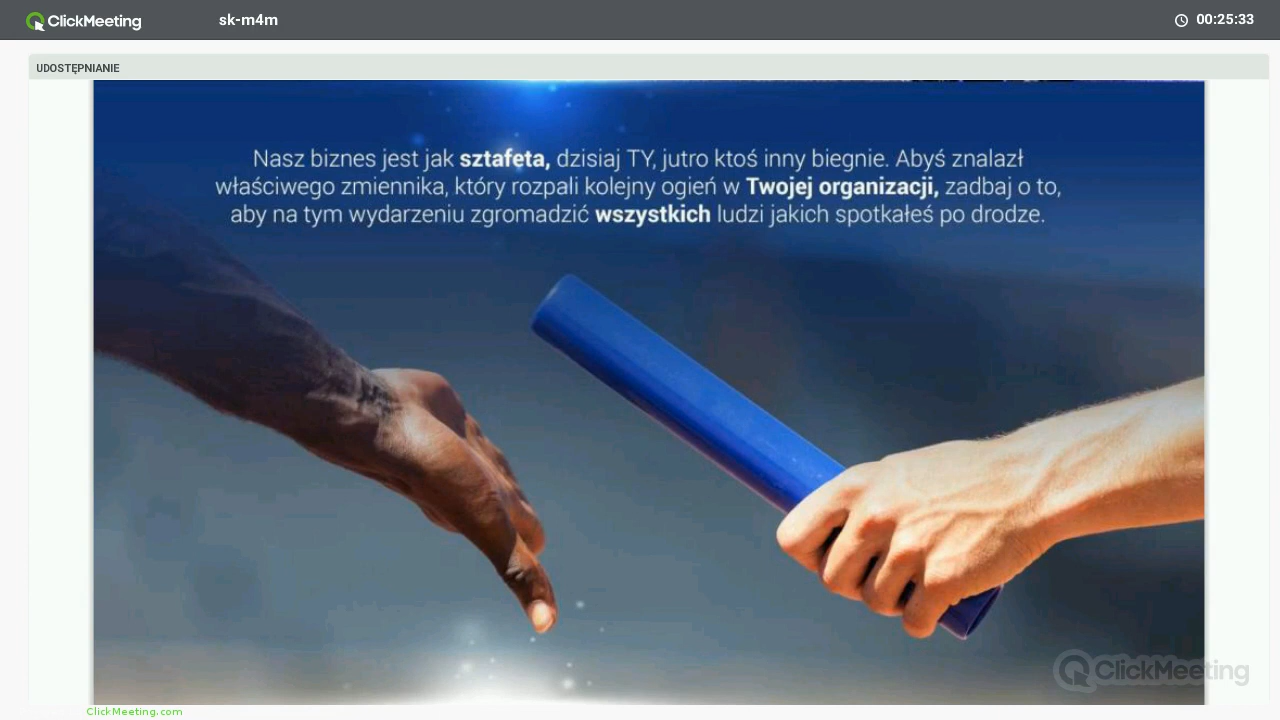 ClickMeeting
sk-m4m
00:25:33
UDOSTĘPNIANIE
Nasz biznes jest jak sztafeta, dzisiaj TY, jutro ktoś inny biegnie. Abyś znalazł
właściwego zmiennika, który rozpali kolejny ogień w Twojej organizacji, zadbaj o to,
aby na tym wydarzeniu zgromadzić wszystkich ludzi jakich spotkałeś po drodze.
ClickMeeting
ClickMeeting.com